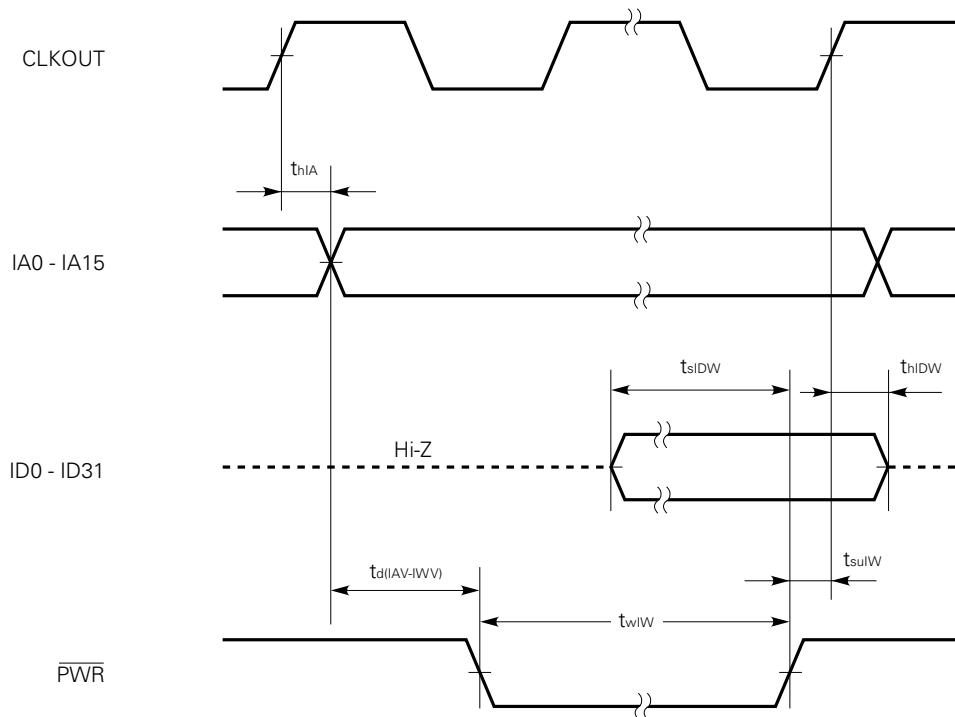 CLKOUT
thIA
IA0 - IA15
tsIDW
thIDW
Hi-Z
ID0 - ID31
tsuIW
td(IAV-IWV)
twIW
PWR